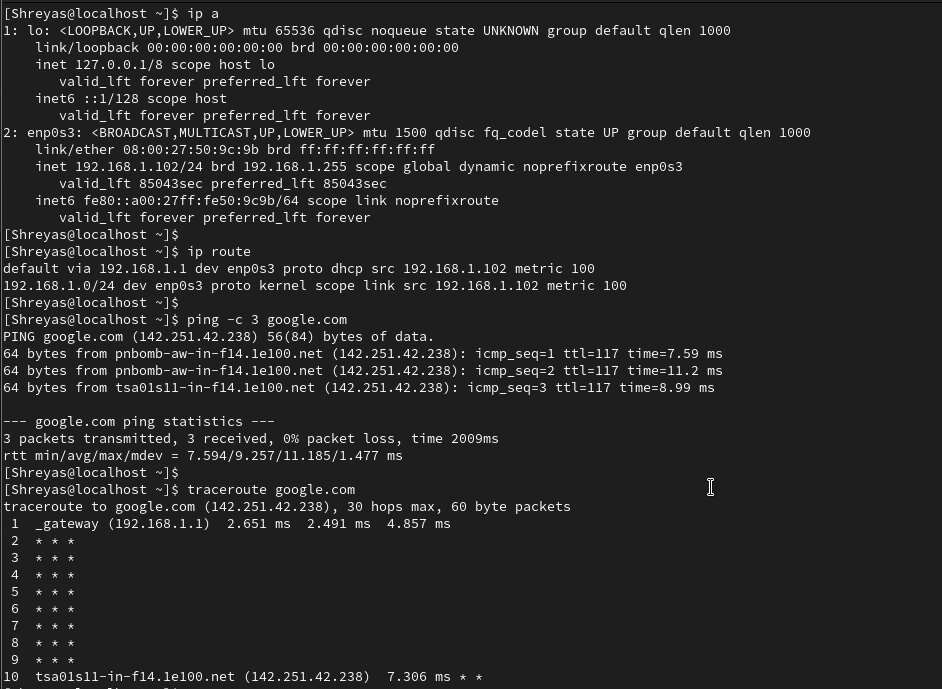 [Shreyas@localhost ~]$ ip a
1: lo: <LOOPBACK,UP,LOWER_UP> mtu 65536 qdisc noqueue state UNKNOWN group default qlen 1000
    link/loopback 00:00:00:00:00:00 brd 00:00:00:00:00:00
    inet 127.0.0.1/8 scope host lo
       valid_lft forever preferred_lft forever
    inet6 ::1/128 scope host
       valid_lft forever preferred_lft forever
2: enp0s3: <BROADCAST,MULTICAST,UP,LOWER_UP> mtu 1500 qdisc fq_codel state UP group default qlen 1000
    link/ether 08:00:27:50:9c:9b brd ff:ff:ff:ff:ff:ff
    inet 192.168.1.102/24 brd 192.168.1.255 scope global dynamic noprefixroute enp0s3
       valid_lft 85043sec preferred_lft 85043sec
    inet6 fe80::a00:27ff:fe50:9c9b/64 scope link noprefixroute
       valid_lft forever preferred_lft forever
[Shreyas@localhost ~]$
[Shreyas@localhost ~]$ ip route
default via 192.168.1.1 dev enp0s3 proto dhcp src 192.168.1.102 metric 100
192.168.1.0/24 dev enp0s3 proto kernel scope link src 192.168.1.102 metric 100
[Shreyas@localhost ~]$
[Shreyas@localhost ~]$ ping -c 3 google.com
PING google.com (142.251.42.238) 56(84) bytes of data.
64 bytes from pnbomb-aw-in-f14.1e100.net (142.251.42.238): icmp_seq=1 ttl=117 time=7.59 ms
64 bytes from pnbomb-aw-in-f14.1e100.net (142.251.42.238): icmp_seq=2 ttl=117 time=11.2 ms
64 bytes from tsa01s11-in-f14.1e100.net (142.251.42.238): icmp_seq=3 ttl=117 time=8.99 ms

--- google.com ping statistics ---
3 packets transmitted, 3 received, 0% packet loss, time 2009ms
rtt min/avg/max/mdev = 7.594/9.257/11.185/1.477 ms
[Shreyas@localhost ~]$
[Shreyas@localhost ~]$ traceroute google.com
traceroute to google.com (142.251.42.238), 30 hops max, 60 byte packets
 1  _gateway (192.168.1.1)  2.651 ms  2.491 ms  4.857 ms
 2  * * *
 3  * * *
 4  * * *
 5  * * *
 6  * * *
 7  * * *
 8  * * *
 9  * * *
10  tsa01s11-in-f14.1e100.net (142.251.42.238)  7.306 ms * *